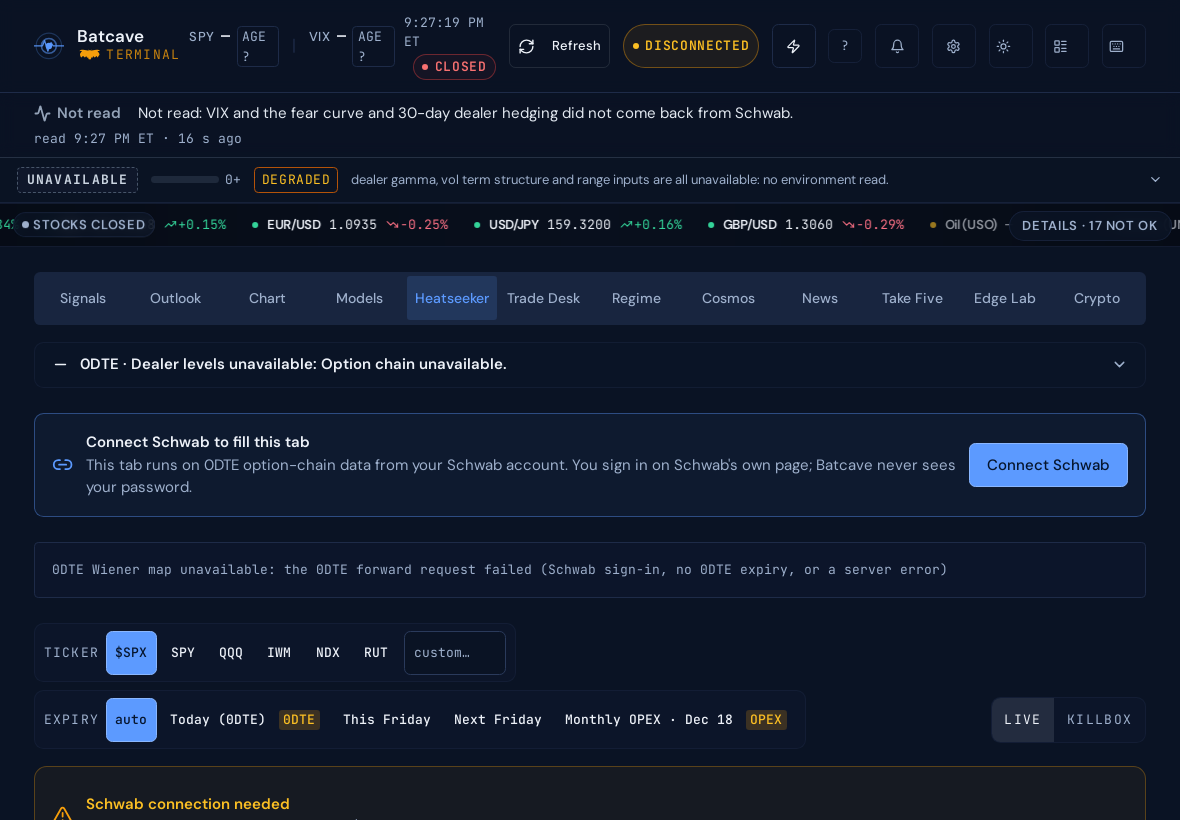 Batcave
TERMINAL
SPY — AGE ?
VIX — AGE ?
9:27:19 PM ET
CLOSED
Refresh
DISCONNECTED
?
Not read Not read: VIX and the fear curve and 30-day dealer hedging did not come back from Schwab.
read 9:27 PM ET · 16 s ago
UNAVAILABLE 0+ DEGRADED dealer gamma, vol term structure and range inputs are all unavailable: no environment read.
STOCKS CLOSED +0.15% EUR/USD 1.0935 -0.25% USD/JPY 159.3200 +0.16% GBP/USD 1.3060 -0.29% Oil (USO) DETAILS · 17 NOT OK
Signals Outlook Chart Models Heatseeker Trade Desk Regime Cosmos News Take Five Edge Lab Crypto
— 0DTE · Dealer levels unavailable: Option chain unavailable.
Connect Schwab to fill this tab
This tab runs on 0DTE option-chain data from your Schwab account. You sign in on Schwab's own page; Batcave never sees
your password.
Connect Schwab
0DTE Wiener map unavailable: the 0DTE forward request failed (Schwab sign-in, no 0DTE expiry, or a server error)
TICKER $SPX SPY QQQ IWM NDX RUT custom…
EXPIRY auto Today (0DTE) 0DTE This Friday Next Friday Monthly OPEX · Dec 18 OPEX
LIVE KILLBOX
Schwab connection needed